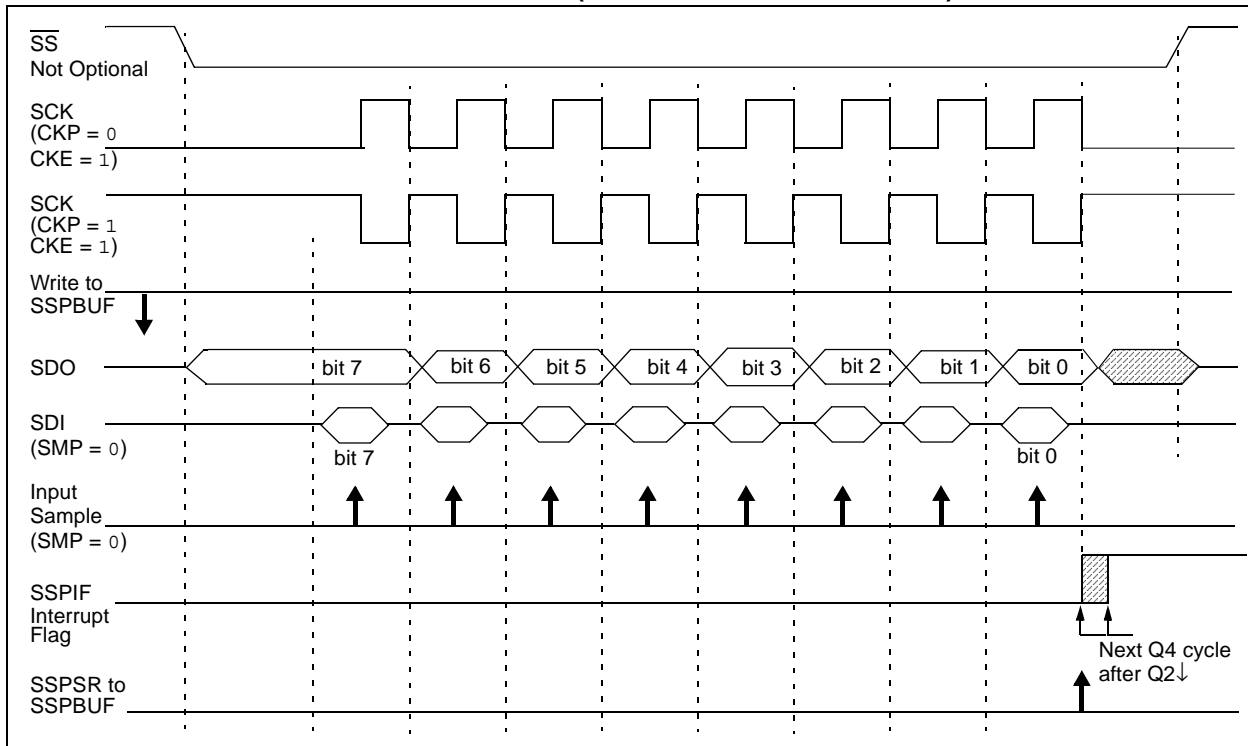 SS
Not Optional
SCK
(CKP = 0
CKE = 1)
SCK
(CKP = 1
CKE = 1)
Write to
SSPBUF
SDO
bit 7 bit 6 bit 5 bit 4 bit 3 bit 2 bit 1 bit 0
SDI
(SMP = 0)
bit 7 bit 0
Input
Sample
(SMP = 0)
SSPIF
Interrupt
Flag
Next Q4 cycle
after Q2↓
SSPSR to
SSPBUF